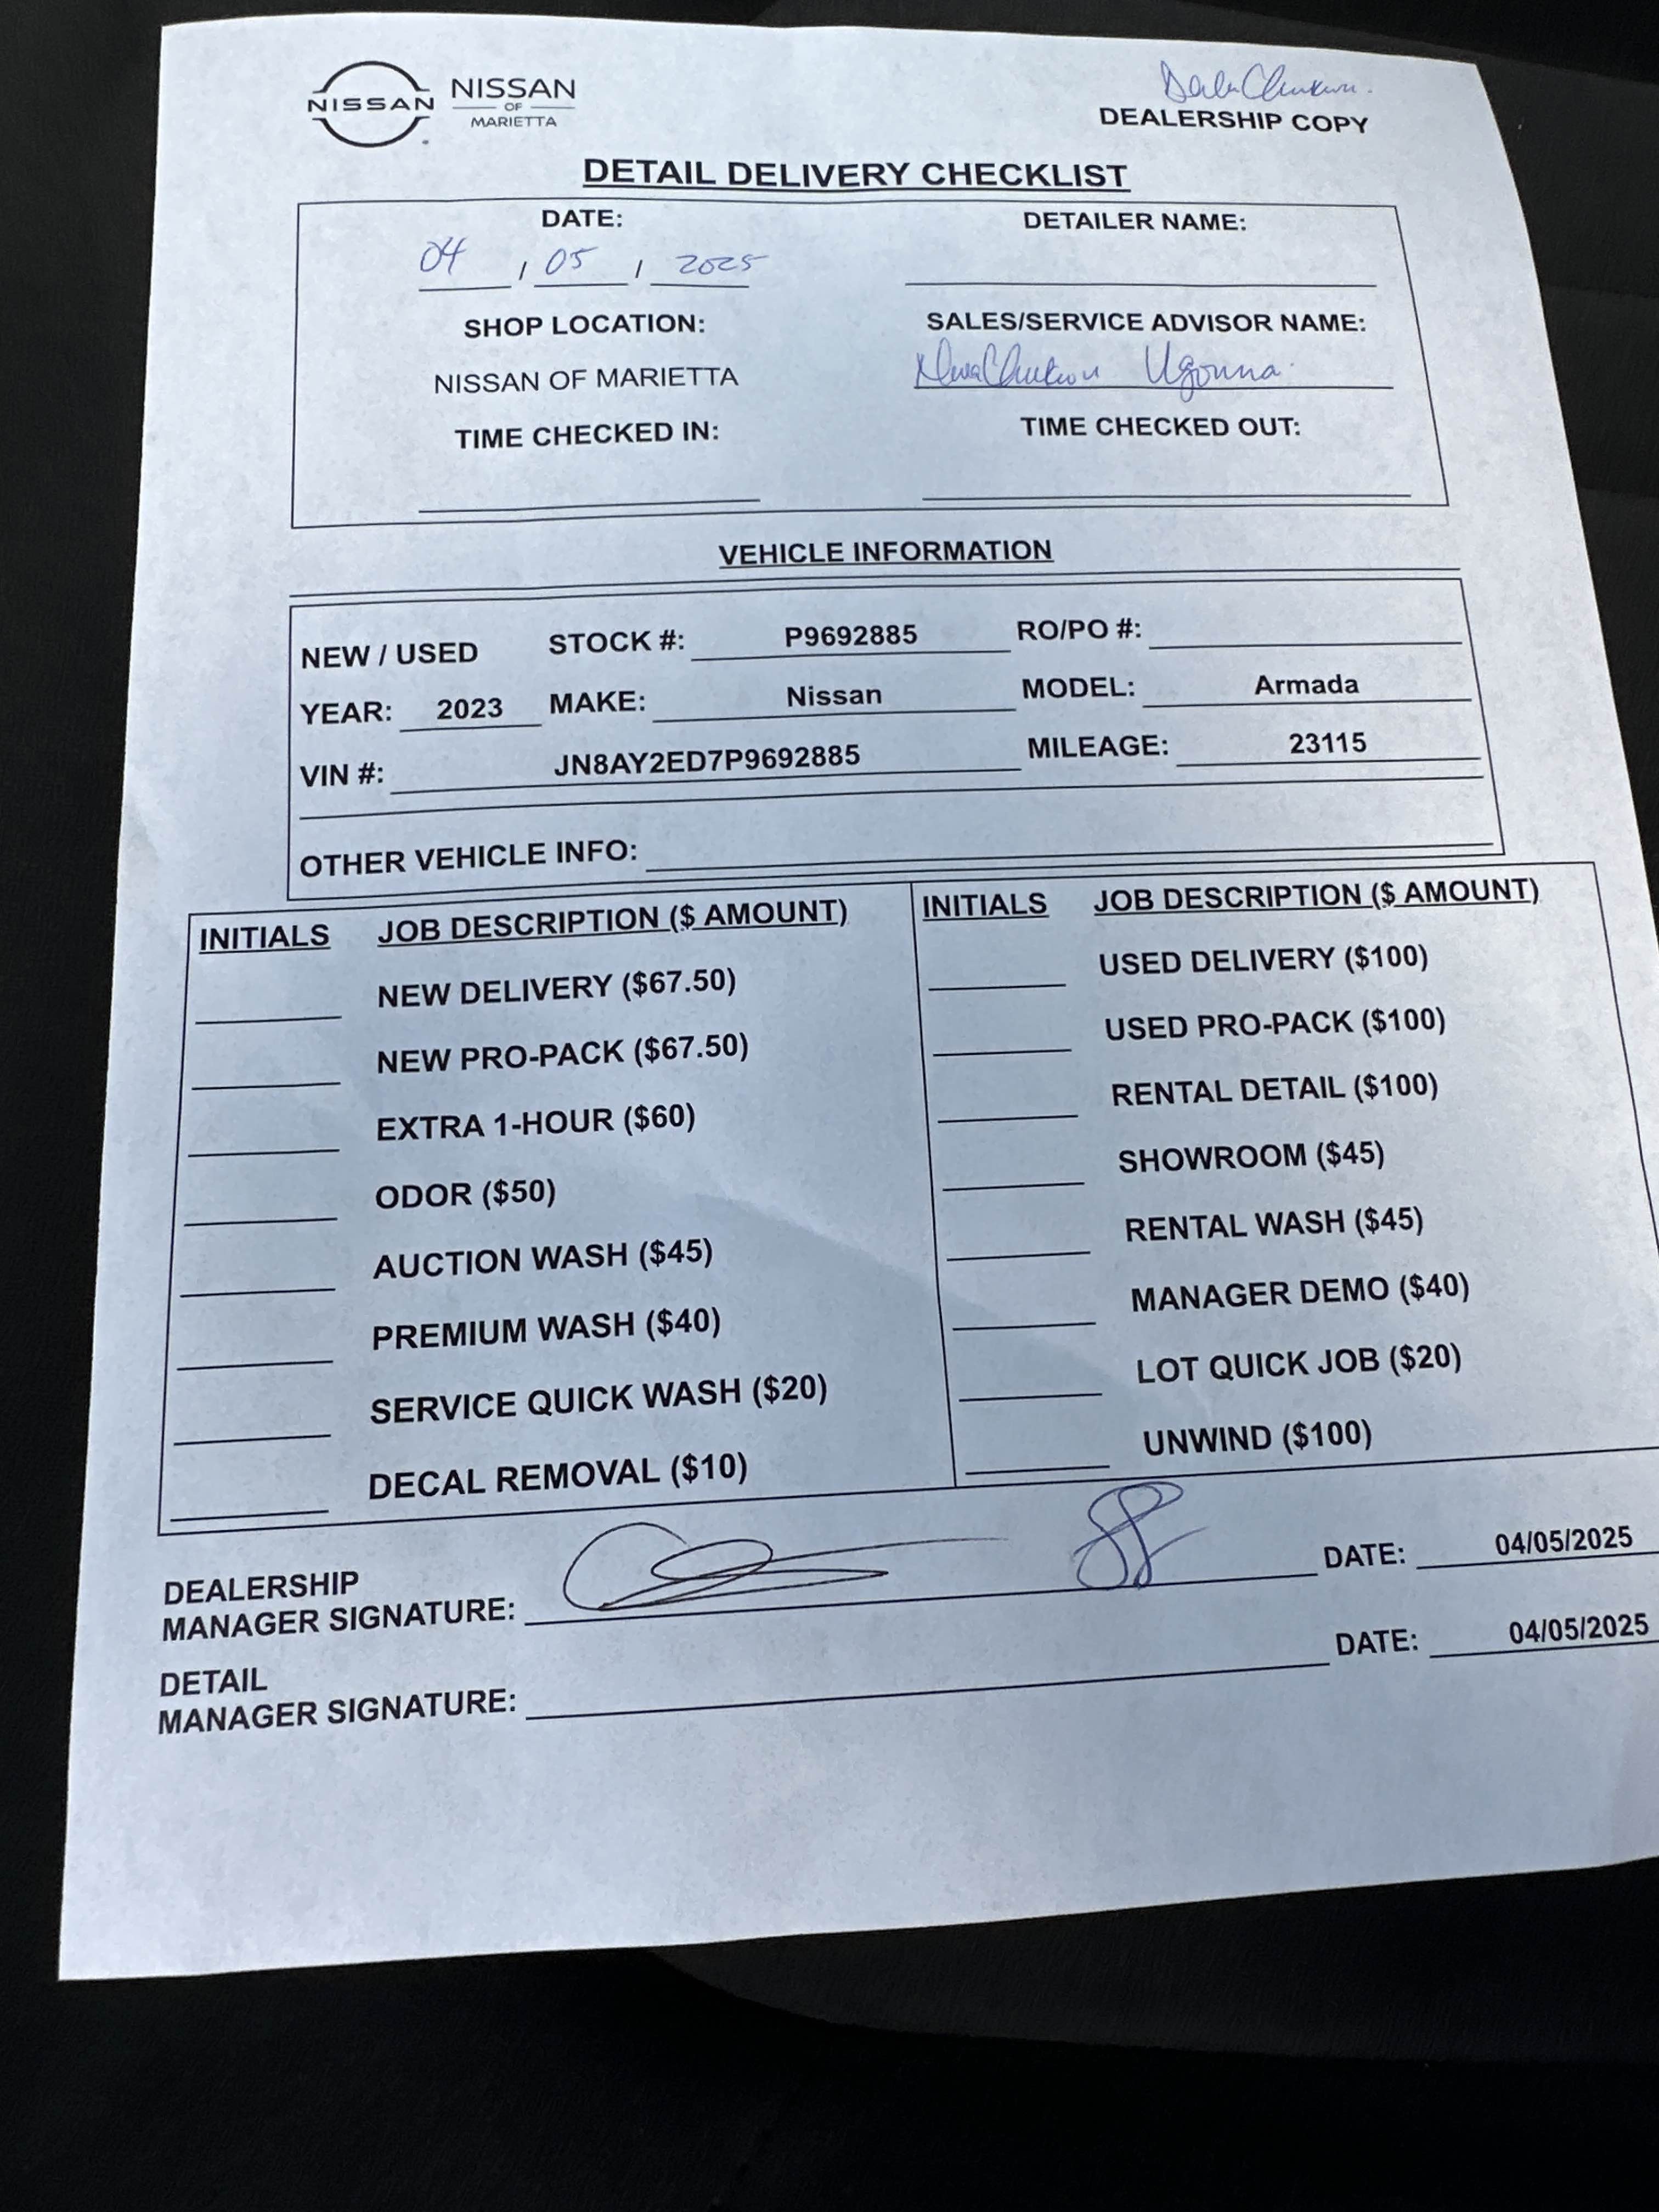 NISSAN
NISSAN
OF
MARIETTA
DEALERSHIP COPY
DETAIL DELIVERY CHECKLIST
DATE:
04 / 05 / 2025
DETAILER NAME:
SHOP LOCATION:
NISSAN OF MARIETTA
SALES/SERVICE ADVISOR NAME:
Ugonna
TIME CHECKED IN:
TIME CHECKED OUT:
VEHICLE INFORMATION
NEW / USED STOCK #: P9692885 RO/PO #:
YEAR: 2023 MAKE: Nissan MODEL: Armada
VIN #: JN8AY2ED7P9692885 MILEAGE: 23115
OTHER VEHICLE INFO:
INITIALS JOB DESCRIPTION ($ AMOUNT)
NEW DELIVERY ($67.50)
NEW PRO-PACK ($67.50)
EXTRA 1-HOUR ($60)
ODOR ($50)
AUCTION WASH ($45)
PREMIUM WASH ($40)
SERVICE QUICK WASH ($20)
DECAL REMOVAL ($10)
INITIALS JOB DESCRIPTION ($ AMOUNT)
USED DELIVERY ($100)
USED PRO-PACK ($100)
RENTAL DETAIL ($100)
SHOWROOM ($45)
RENTAL WASH ($45)
MANAGER DEMO ($40)
LOT QUICK JOB ($20)
UNWIND ($100)
DEALERSHIP
MANAGER SIGNATURE: DATE: 04/05/2025
DETAIL
MANAGER SIGNATURE: DATE: 04/05/2025